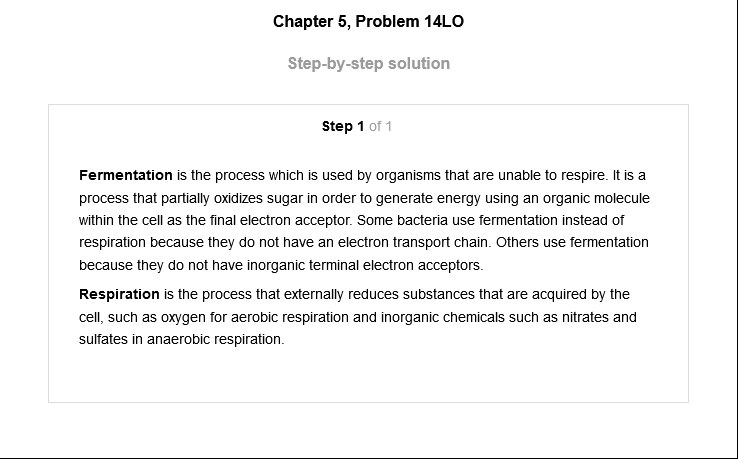 Chapter 5, Problem 14LO
Step-by-step solution
Step 1 of 1
Fermentation is the process which is used by organisms that are unable to respire. It is a
process that partially oxidizes sugar in order to generate energy using an organic molecule
within the cell as the final electron acceptor. Some bacteria use fermentation instead of
respiration because they do not have an electron transport chain. Others use fermentation
because they do not have inorganic terminal electron acceptors.
Respiration is the process that externally reduces substances that are acquired by the
cell, such as oxygen for aerobic respiration and inorganic chemicals such as nitrates and
sulfates in anaerobic respiration.